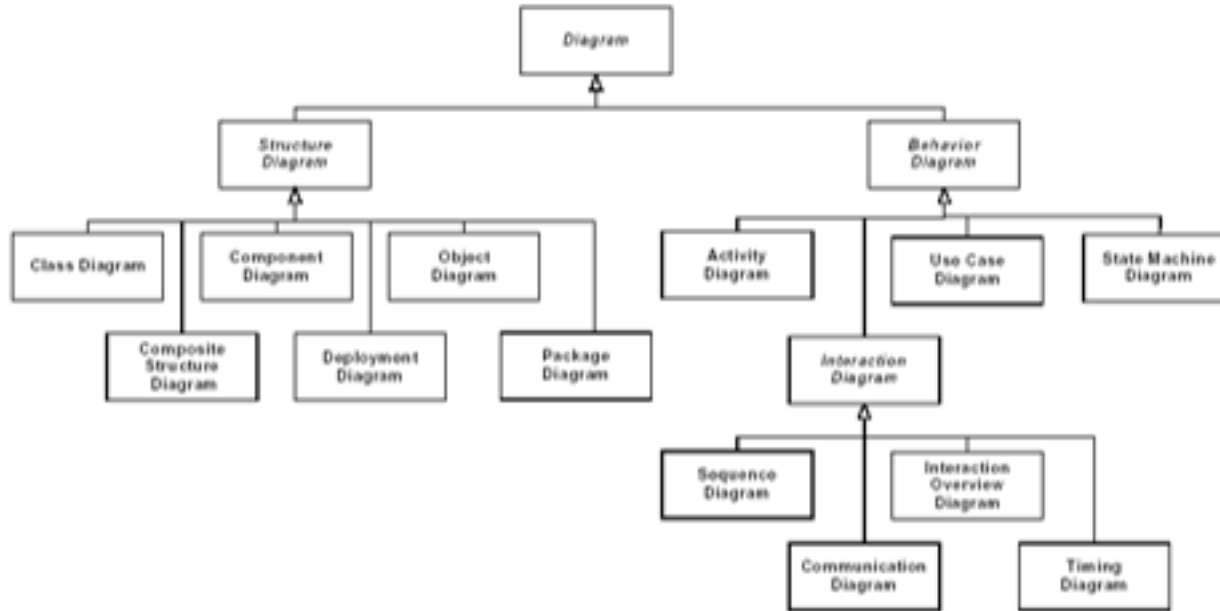 Diagram
Structure
Diagram
Behavior
Diagram
Class Diagram
Component
Diagram
Object
Diagram
Activity
Diagram
Use Case
Diagram
State Machine
Diagram
Composite
Structure
Diagram
Deployment
Diagram
Package
Diagram
Interaction
Diagram
Sequence
Diagram
Interaction
Overview
Diagram
Communication
Diagram
Timing
Diagram